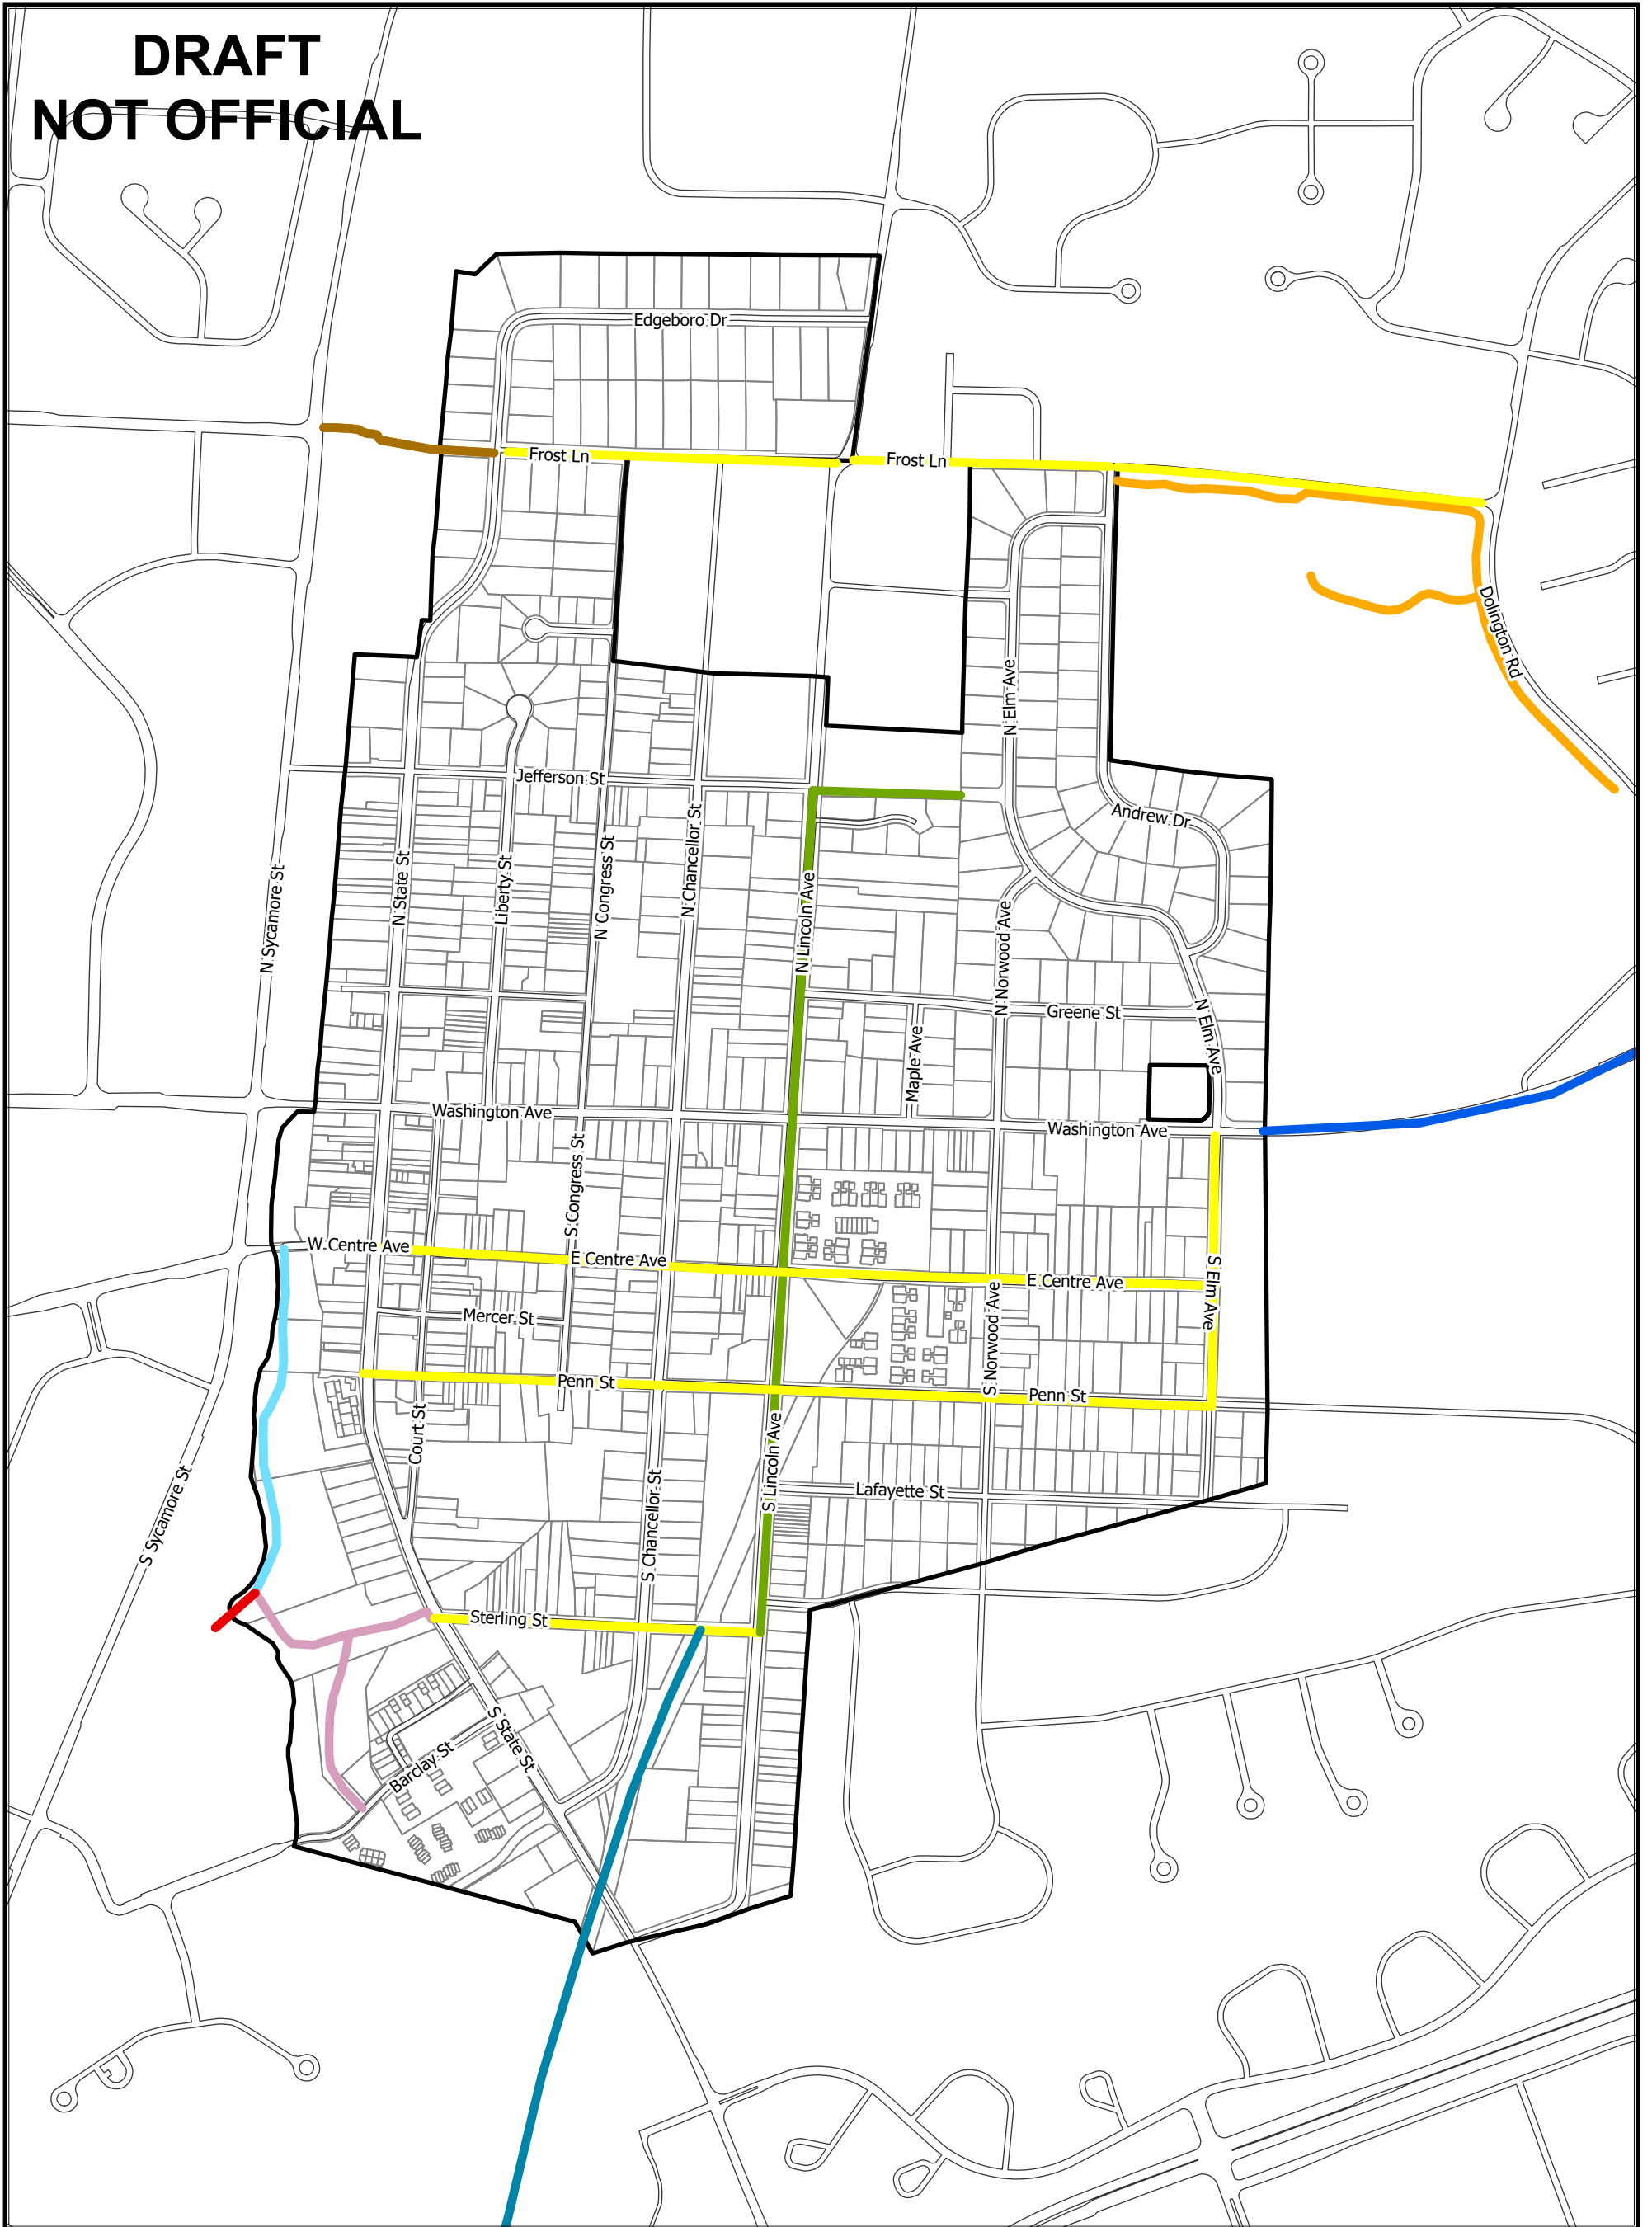 DRAFT
NOT OFFICIAL
Edgeboro Dr
Frost Ln
Frost Ln
Dolington Rd
N Elm Ave
Jefferson St
Andrew Dr
N Sycamore St
N State St
Liberty St
N Congress St
N Chancellor St
N Lincoln Ave
N Norwood Ave
Greene St
N Elm Ave
Maple Ave
Washington Ave
Washington Ave
S Congress St
W Centre Ave
E Centre Ave
E Centre Ave
S Elm Ave
Mercer St
S Norwood Ave
Penn St
Penn St
Court St
S Lincoln Ave
Lafayette St
S Sycamore St
S Chancellor St
Sterling St
S State St
Barclay St